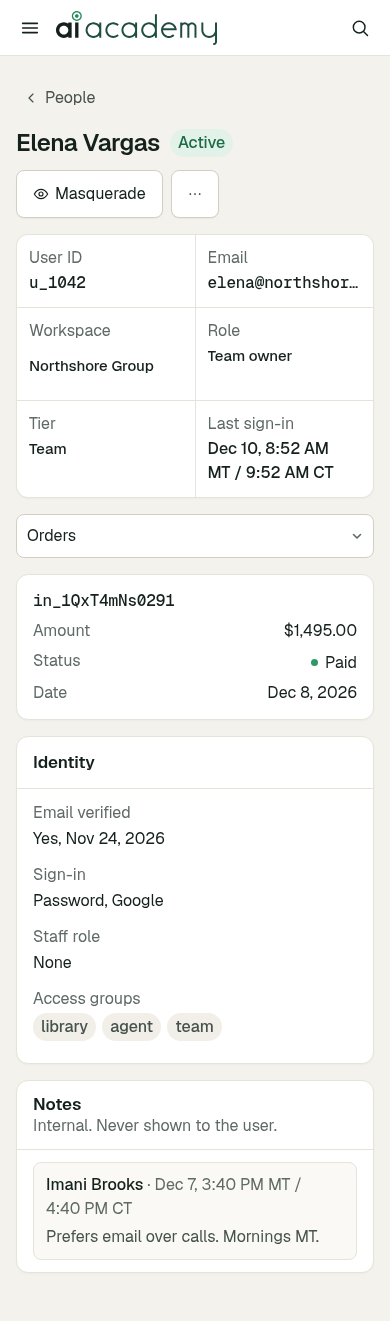 ai academy
People
Elena Vargas
Active
Masquerade
...
User ID
u_1042
Email
elena@northshor…
Workspace
Northshore Group
Role
Team owner
Tier
Team
Last sign-in
Dec 10, 8:52 AM
MT / 9:52 AM CT
Orders
in_1QxT4mNs0291
Amount
$1,495.00
Status
Paid
Date
Dec 8, 2026
Identity
Email verified
Yes, Nov 24, 2026
Sign-in
Password, Google
Staff role
None
Access groups
library
agent
team
Notes
Internal. Never shown to the user.
Imani Brooks · Dec 7, 3:40 PM MT /
4:40 PM CT
Prefers email over calls. Mornings MT.